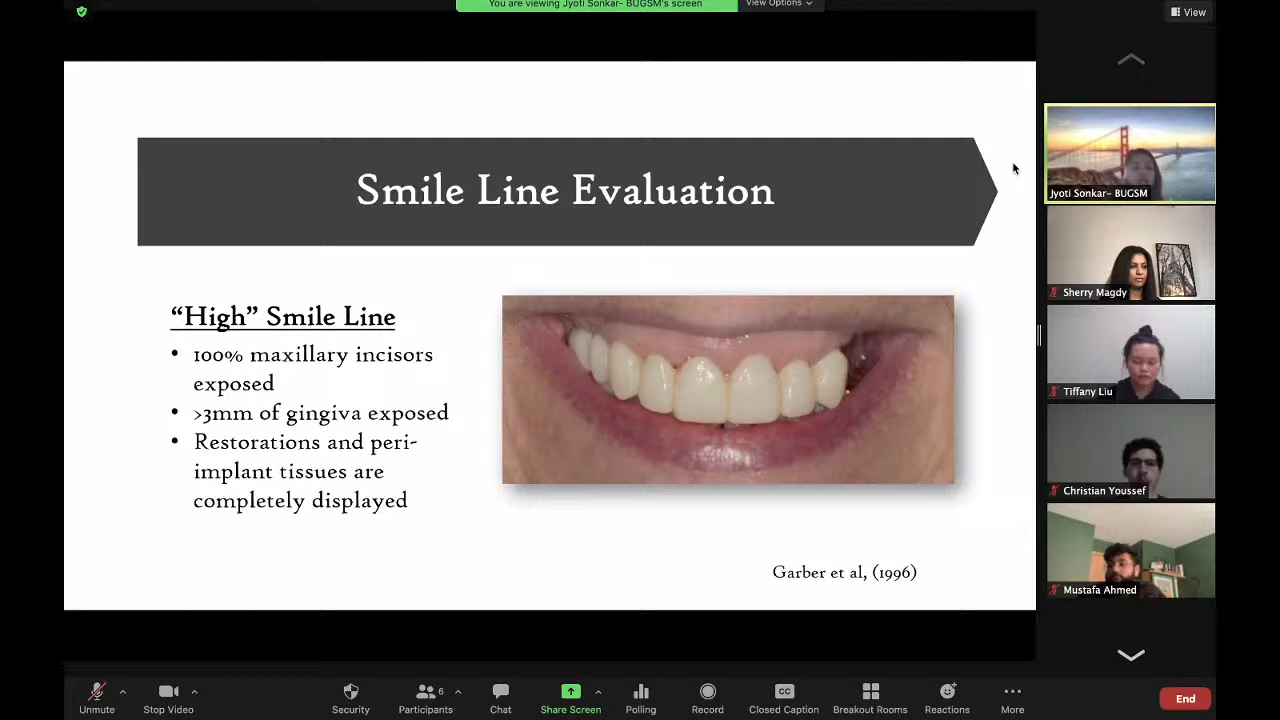 You are viewing Jyoti Sonkar- BUGSM's screen
View Options
View
Smile Line Evaluation
“High” Smile Line
• 100% maxillary incisors
exposed
• >3mm of gingiva exposed
• Restorations and peri-
implant tissues are
completely displayed
Garber et al, (1996)
Jyoti Sonkar- BUGSM
Sherry Magdy
Tiffany Liu
Christian Youssef
Mustafa Ahmed
Unmute
Stop Video
Security
6
Participants
Chat
Share Screen
Polling
Record
CC
Closed Caption
Breakout Rooms
Reactions
More
End